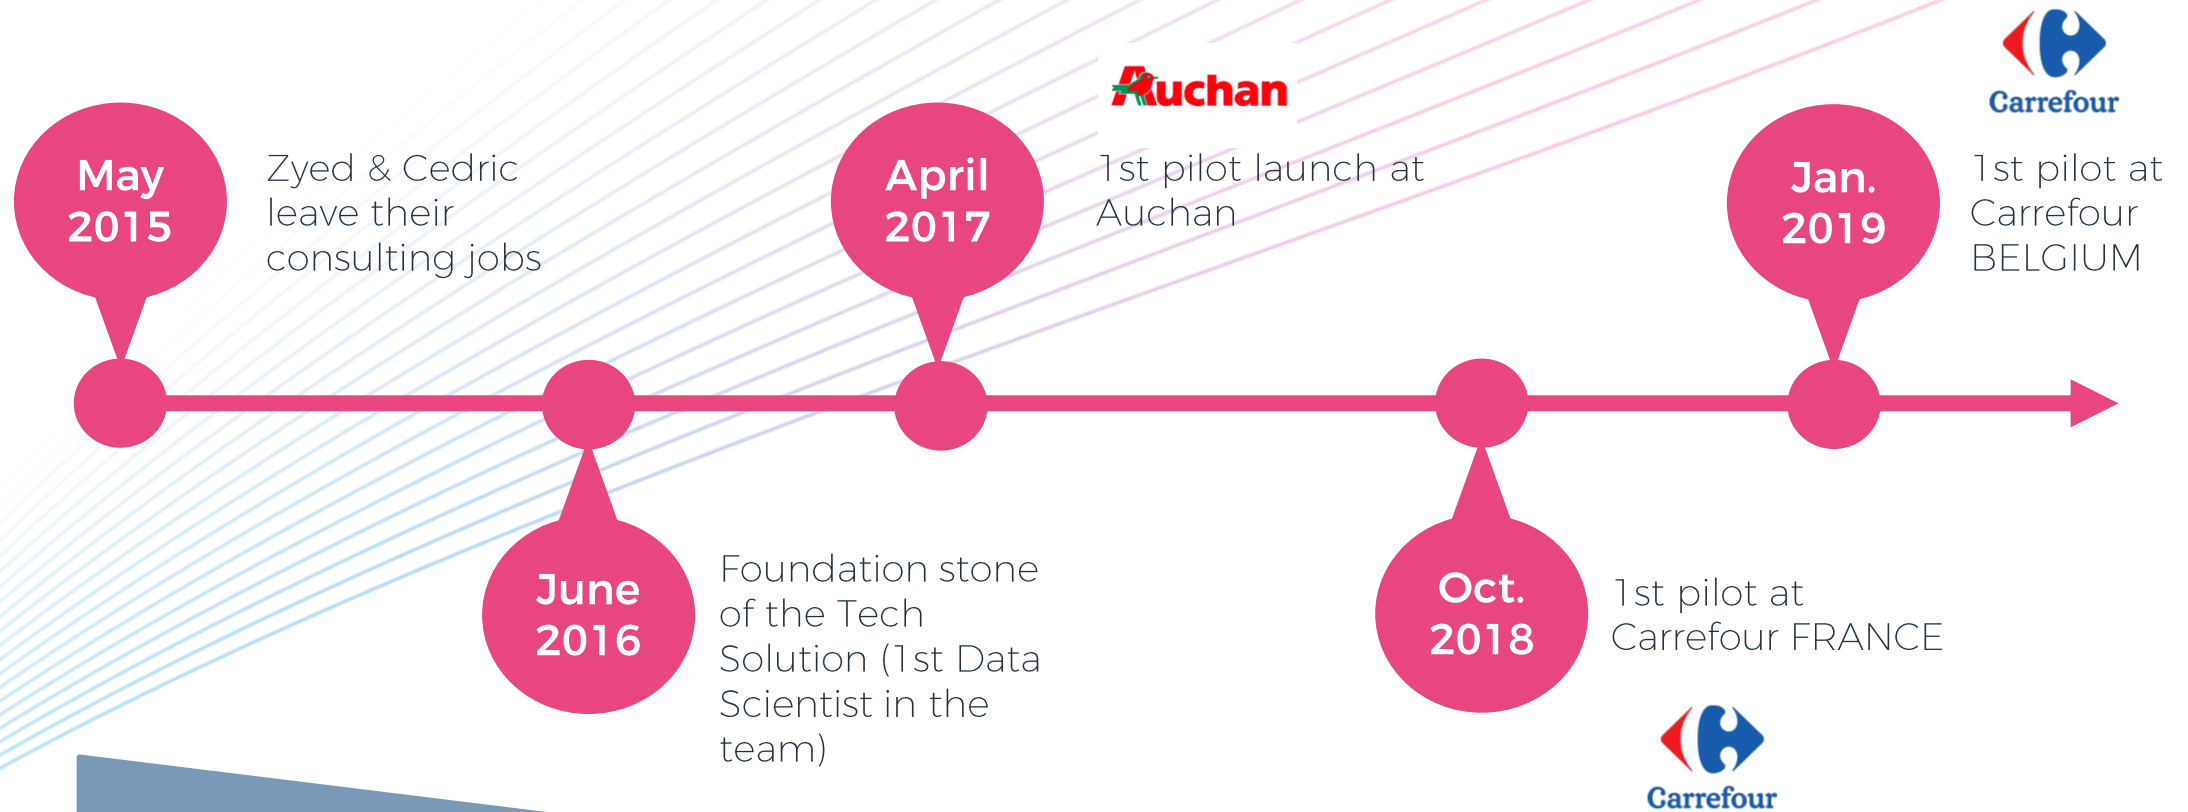 May
2015
Zyed & Cedric
leave their
consulting jobs
June
2016
Foundation stone
of the Tech
Solution (1st Data
Scientist in the
team)
April
2017
Auchan
1st pilot launch at
Auchan
Oct.
2018
1st pilot at
Carrefour FRANCE
Carrefour
Jan.
2019
Carrefour
1st pilot at
Carrefour
BELGIUM